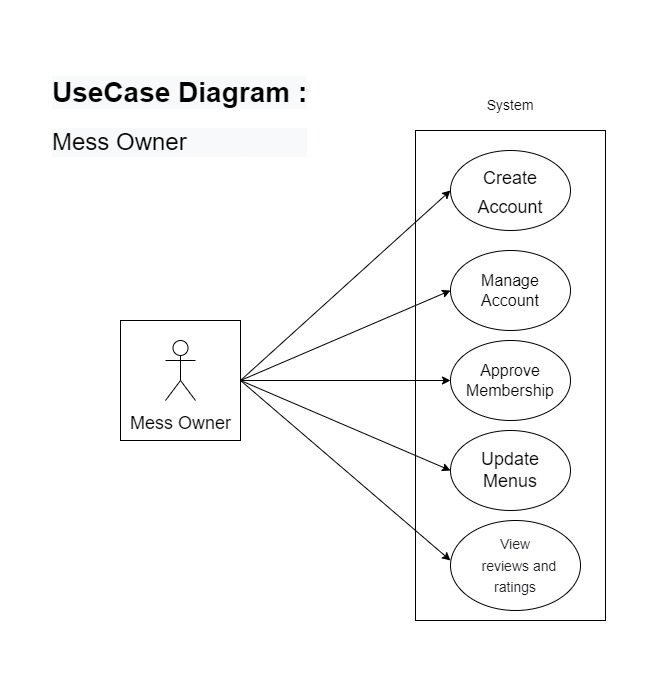 UseCase Diagram :
Mess Owner
System
Create
Account
Manage
Account
Approve
Membership
Update
Menus
View
reviews and
ratings
Mess Owner